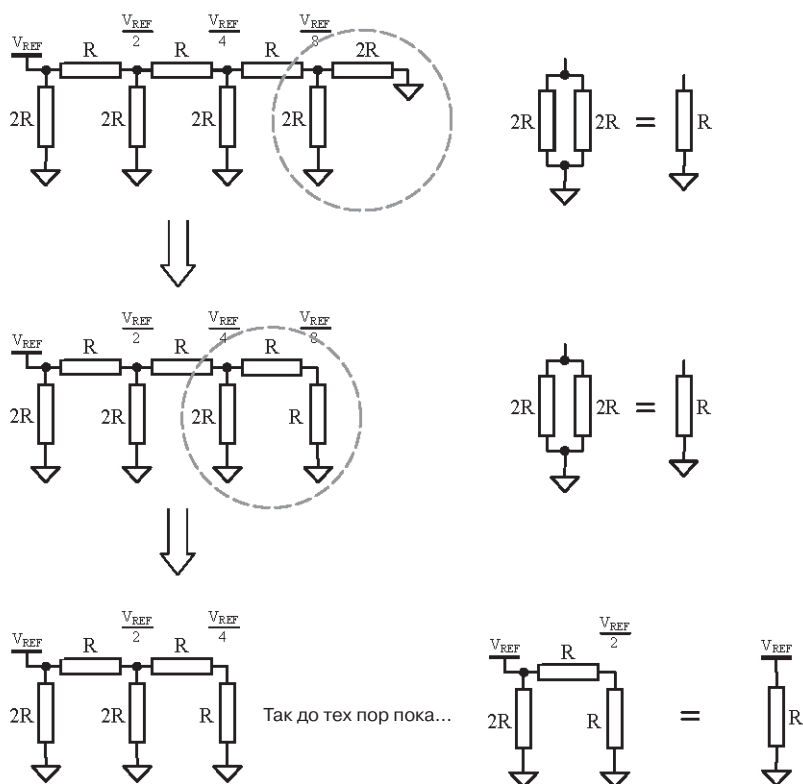 V_REF
V_REF/2
V_REF/4
V_REF/8
R
R
R
2R
2R
2R
2R
2R
2R
2R
=
R
V_REF
V_REF/2
V_REF/4
V_REF/8
R
R
R
2R
2R
2R
R
2R
2R
=
R
V_REF
V_REF/2
V_REF/4
R
R
2R
2R
R
Так до тех пор пока...
V_REF
V_REF/2
R
2R
R
=
V_REF
R